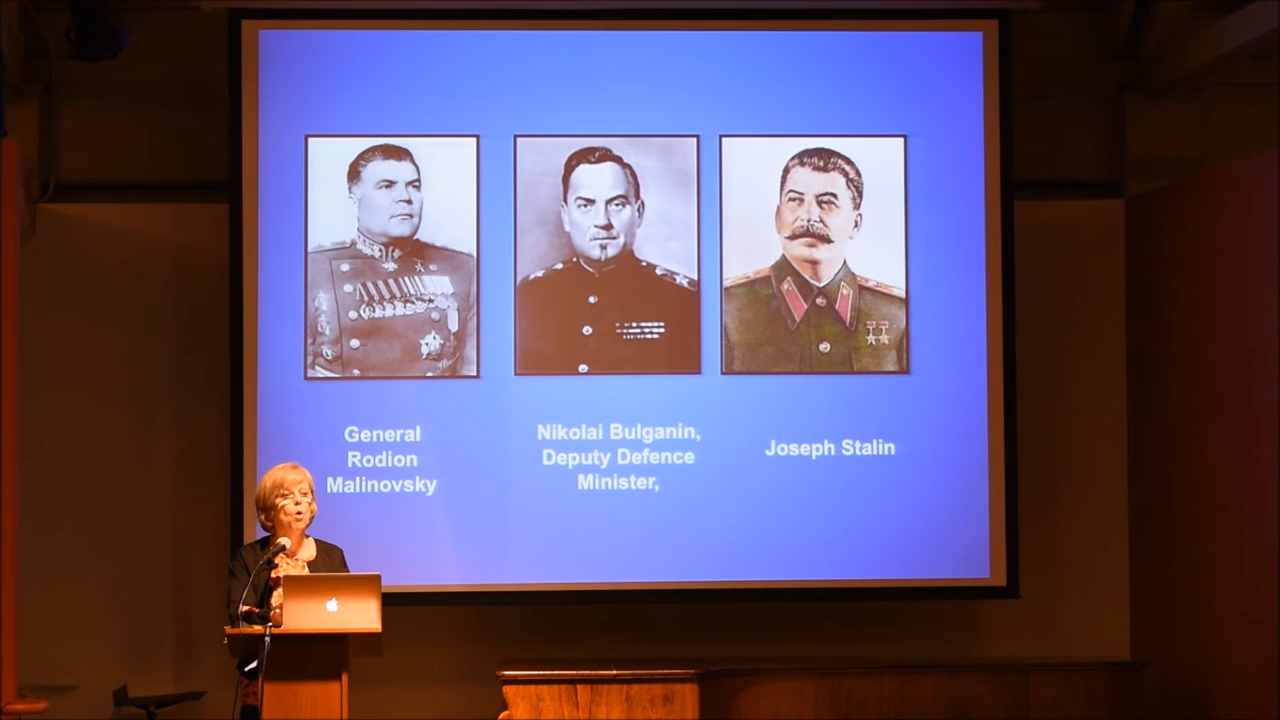 General
Rodion
Malinovsky
Nikolai Bulganin,
Deputy Defence
Minister,
Joseph Stalin